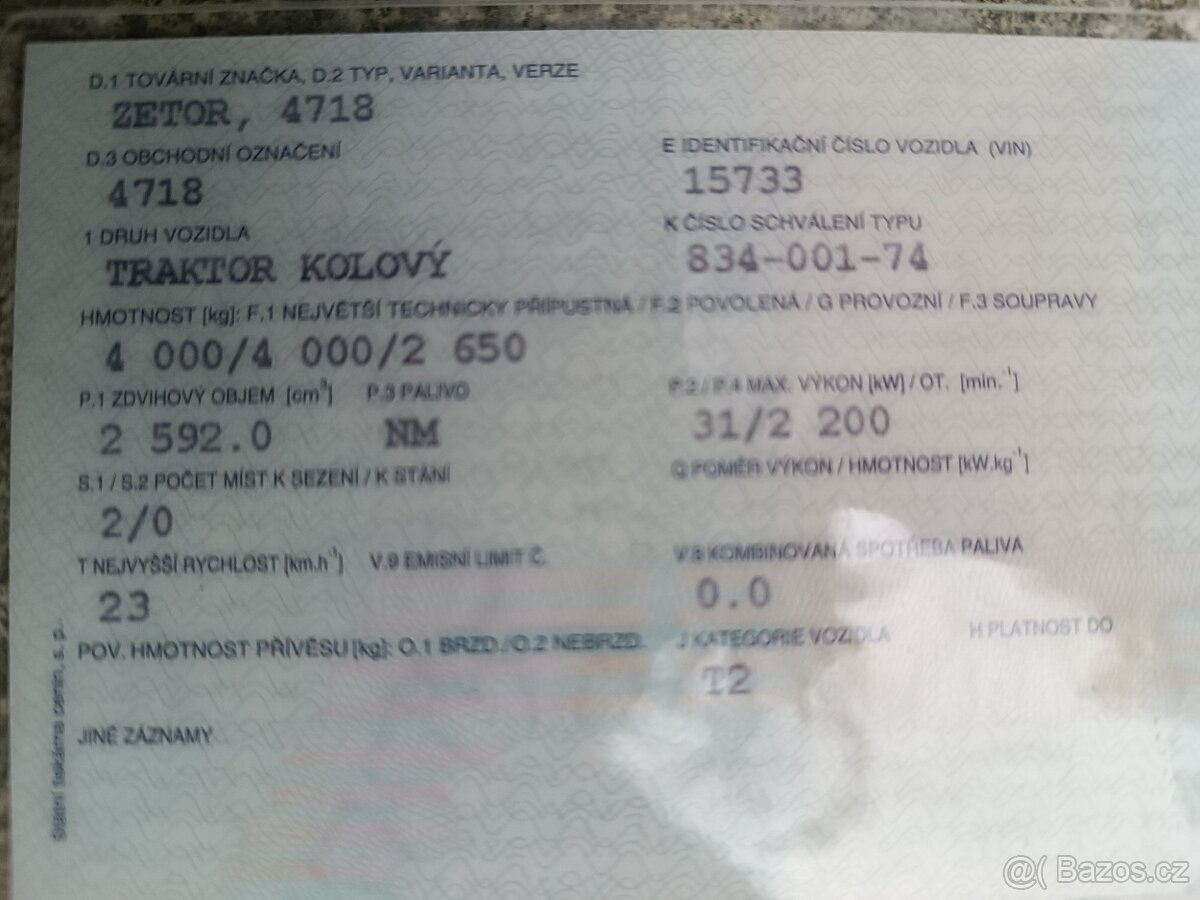 D.1 TOVÁRNÍ ZNAČKA, D.2 TYP, VARIANTA, VERZE
ZETOR, 4718
D.3 OBCHODNÍ OZNAČENÍ E IDENTIFIKAČNÍ ČÍSLO VOZIDLA (VIN)
4718 15733
1 DRUH VOZIDLA K ČÍSLO SCHVÁLENÍ TYPU
TRAKTOR KOLOVÝ 834-001-74
HMOTNOST [kg]: F.1 NEJVĚTŠÍ TECHNICKY PŘÍPUSTNÁ / F.2 POVOLENÁ / G PROVOZNÍ / F.3 SOUPRAVY
4 000/4 000/2 650
P.1 ZDVIHOVÝ OBJEM [cm³] P.3 PALIVO P.2 / P.4 MAX. VÝKON [kW] / OT. [min.⁻¹]
2 592.0 NM 31/2 200
S.1 / S.2 POČET MÍST K SEZENÍ / K STÁNÍ Q POMĚR VÝKON / HMOTNOST [kW.kg⁻¹]
2/0
T NEJVYŠŠÍ RYCHLOST [km.h⁻¹] V.9 EMISNÍ LIMIT Č. V.8 KOMBINOVANÁ SPOTŘEBA PALIVA
23 0.0
POV. HMOTNOST PŘÍVĚSU [kg]: O.1 BRZD./O.2 NEBRZD. J KATEGORIE VOZIDLA H PLATNOST DO
T2
JINÉ ZÁZNAMY
Státní tiskárna cenin, s. p.
@( Bazos.cz